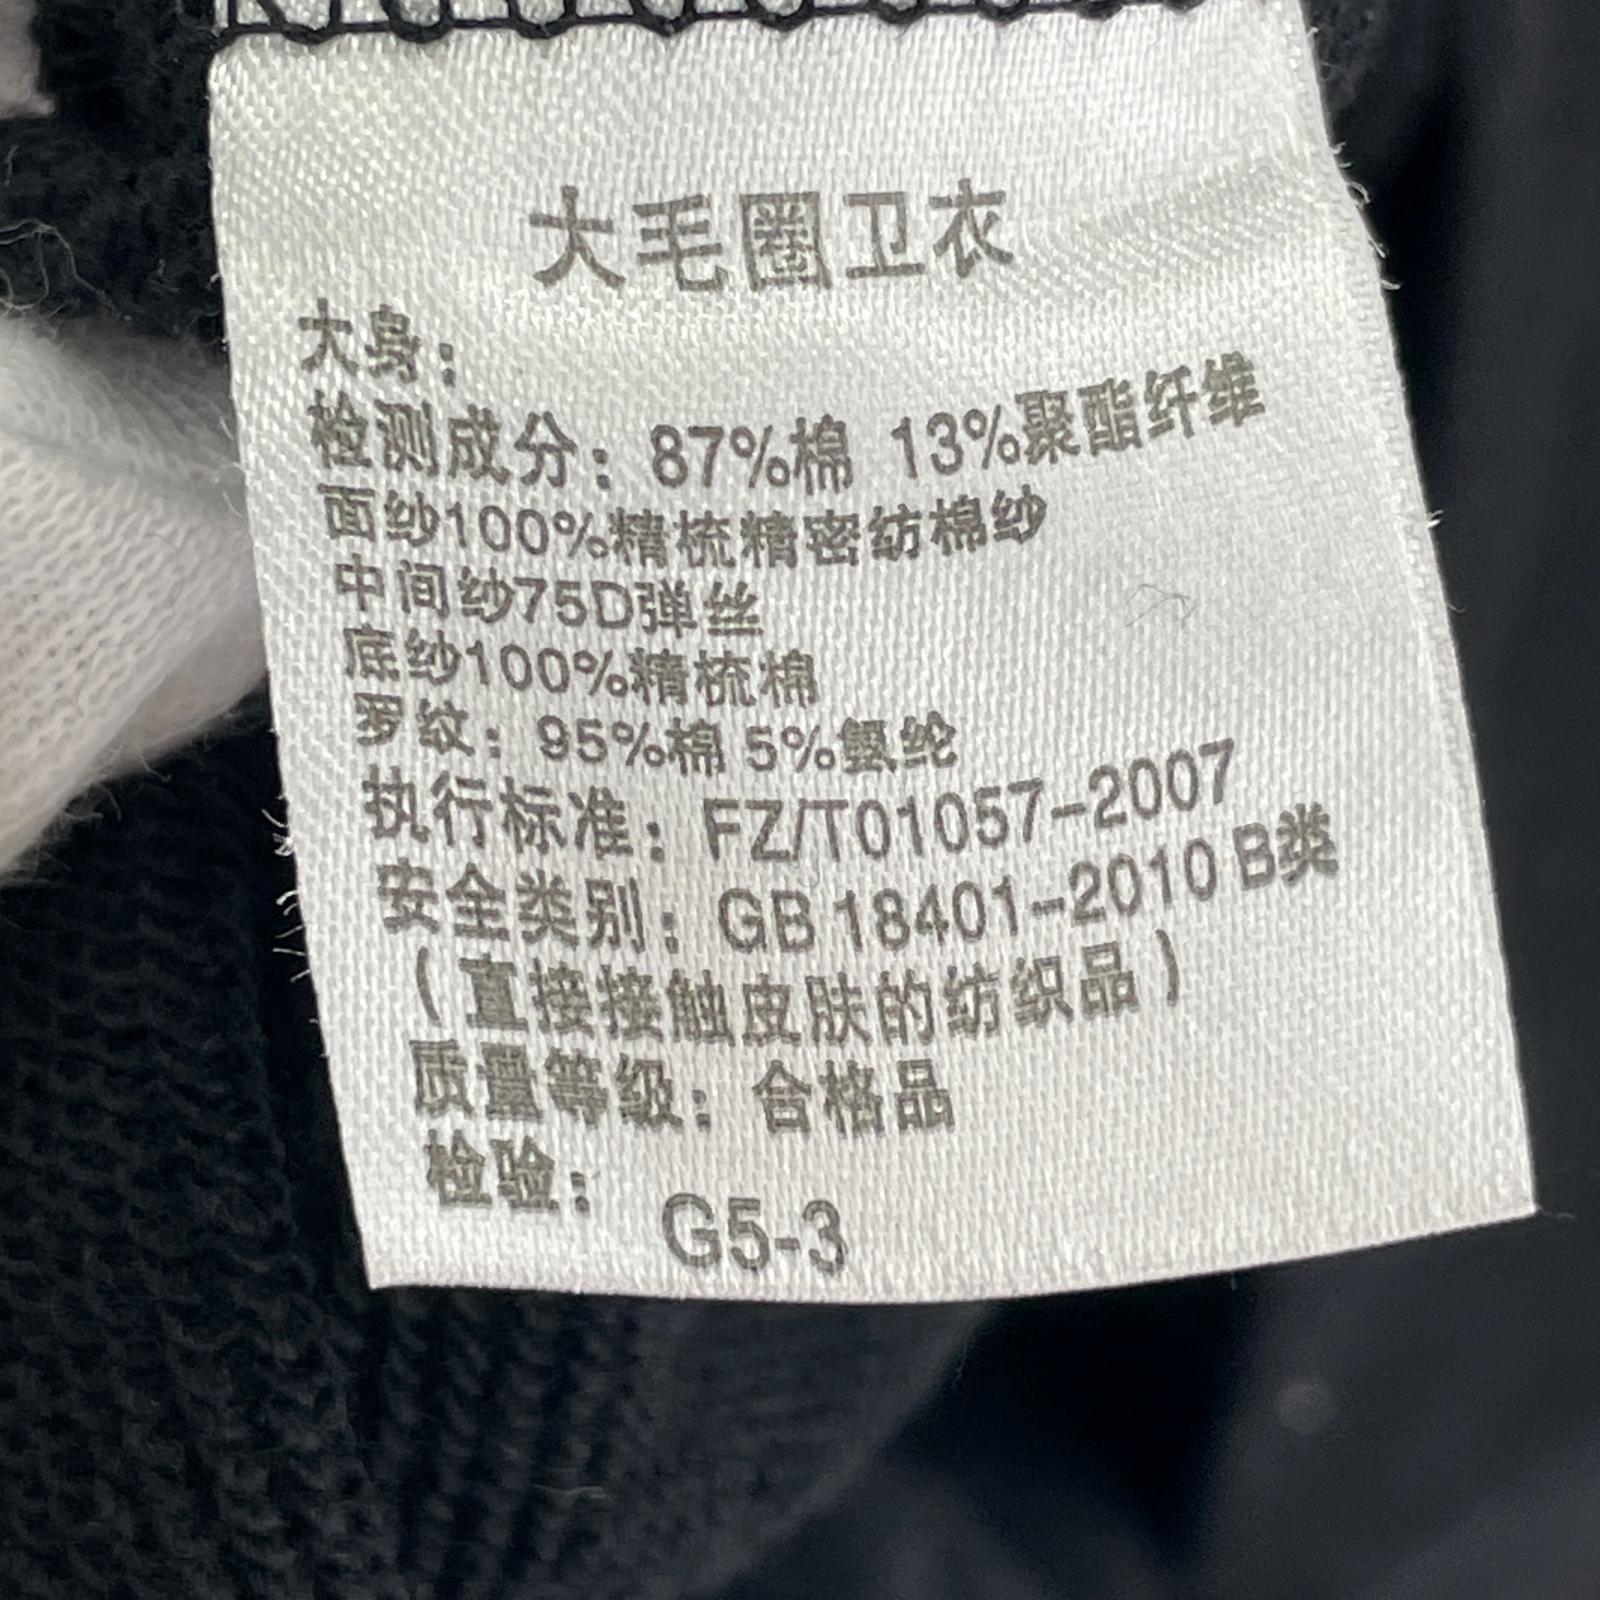 大毛圈卫衣
大身：
检测成分：87%棉 13%聚酯纤维
面纱100%精梳精密纺棉纱
中间纱75D弹丝
底纱100%精梳棉
罗纹：95%棉 5%氨纶
执行标准：FZ/T01057-2007
安全类别：GB 18401-2010 B类
（直接接触皮肤的纺织品）
质量等级：合格品
检验：
G5-3